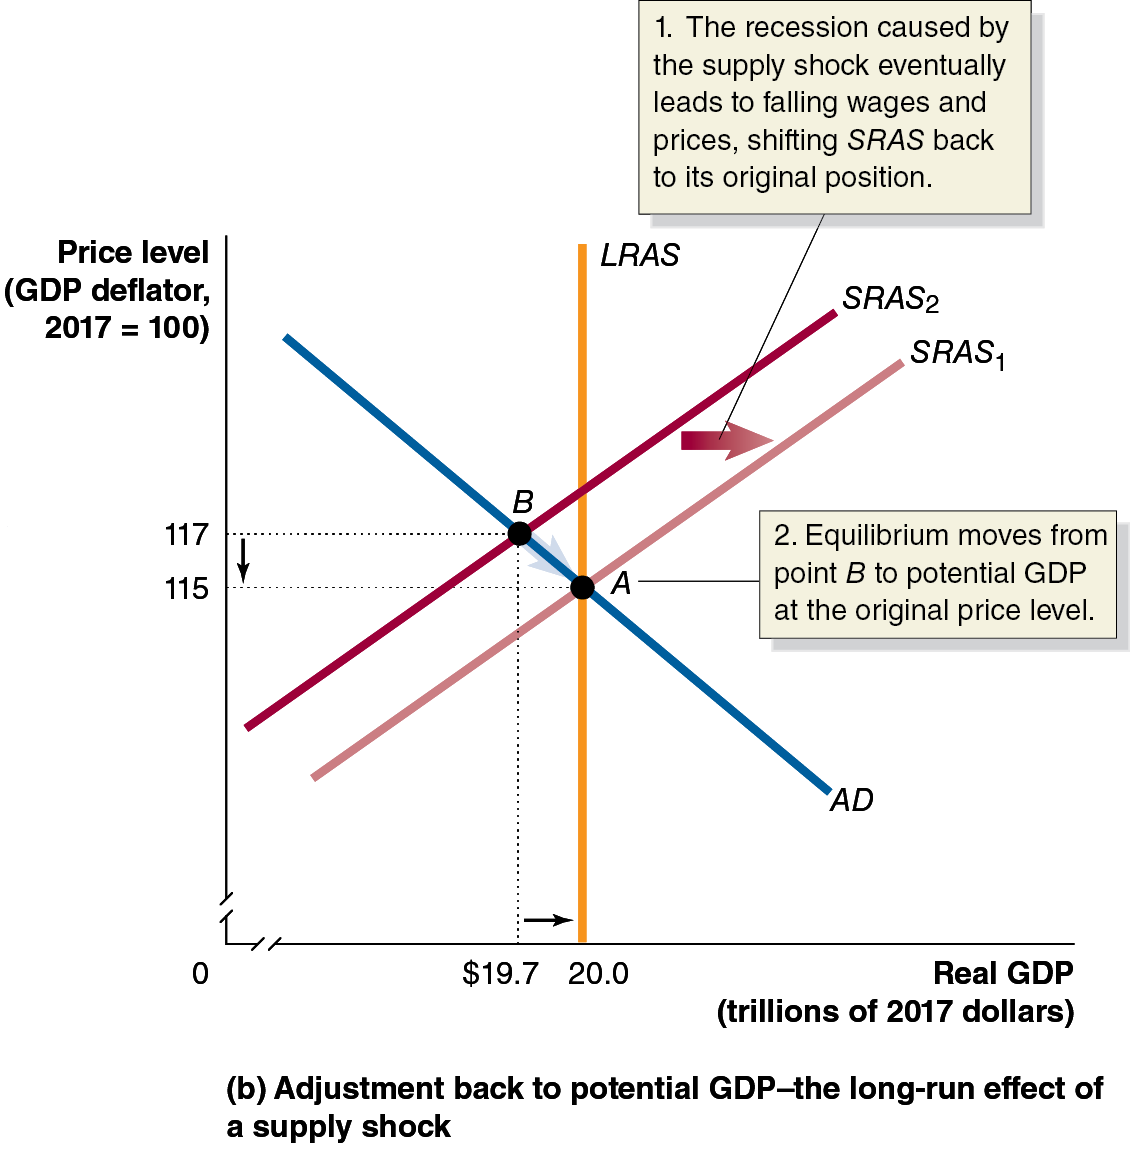 1. The recession caused by
the supply shock eventually
leads to falling wages and
prices, shifting SRAS back
to its original position.
Price level
(GDP deflator,
2017 = 100)
LRAS
SRAS2
SRAS1
B
117
2. Equilibrium moves from
point B to potential GDP
at the original price level.
A
115
AD
0
$19.7
20.0
Real GDP
(trillions of 2017 dollars)
(b) Adjustment back to potential GDP–the long-run effect of
a supply shock